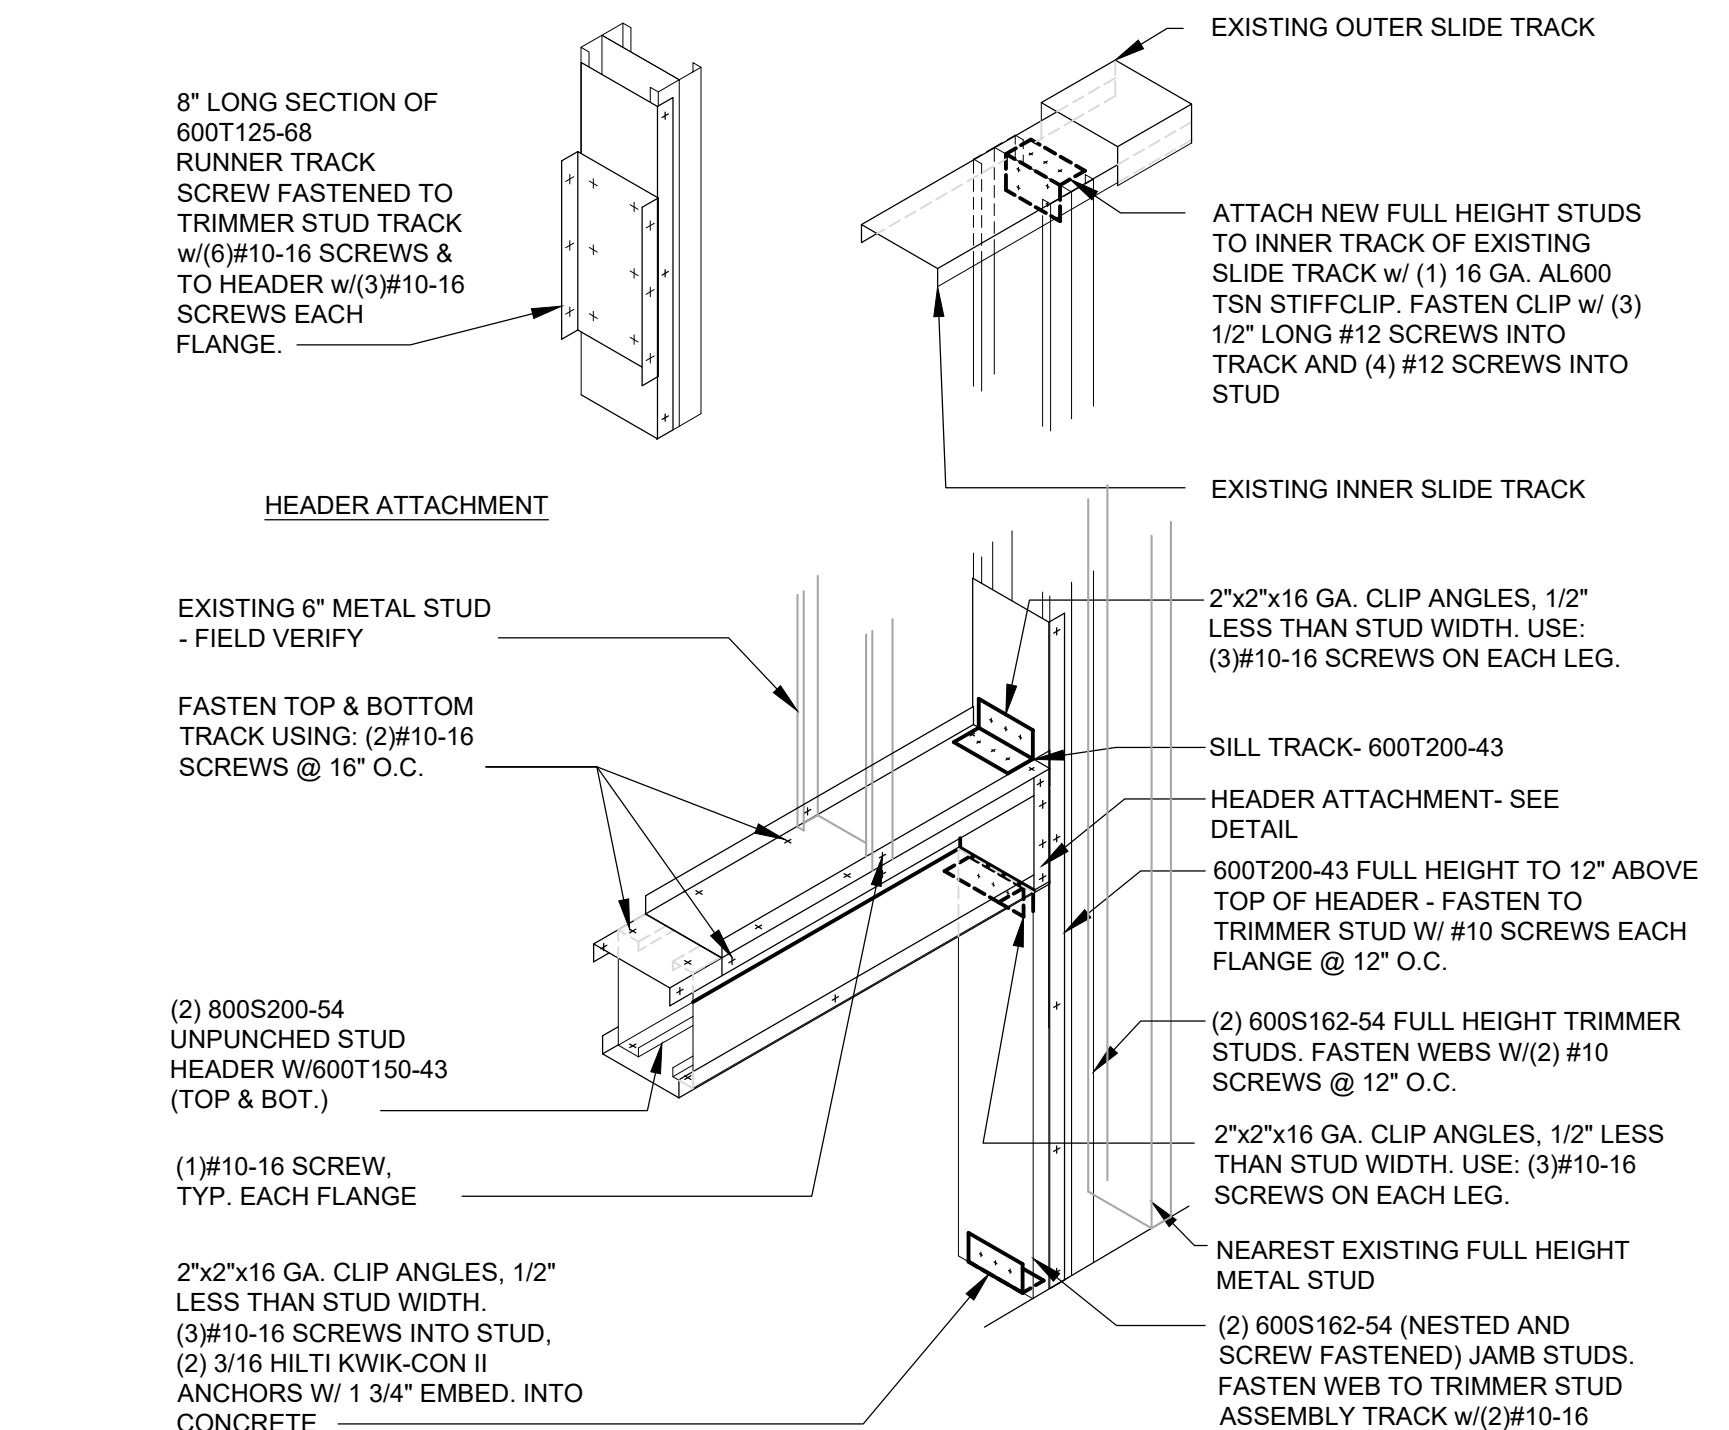 EXISTING OUTER SLIDE TRACK
8" LONG SECTION OF
600T125-68
RUNNER TRACK
SCREW FASTENED TO
TRIMMER STUD TRACK
w/(6)#10-16 SCREWS &
TO HEADER w/(3)#10-16
SCREWS EACH
FLANGE.
ATTACH NEW FULL HEIGHT STUDS
TO INNER TRACK OF EXISTING
SLIDE TRACK w/ (1) 16 GA. AL600
TSN STIFFCLIP. FASTEN CLIP w/ (3)
1/2" LONG #12 SCREWS INTO
TRACK AND (4) #12 SCREWS INTO
STUD
EXISTING INNER SLIDE TRACK
HEADER ATTACHMENT
EXISTING 6" METAL STUD
- FIELD VERIFY
FASTEN TOP & BOTTOM
TRACK USING: (2)#10-16
SCREWS @ 16" O.C.
(2) 800S200-54
UNPUNCHED STUD
HEADER W/600T150-43
(TOP & BOT.)
(1)#10-16 SCREW,
TYP. EACH FLANGE
2"x2"x16 GA. CLIP ANGLES, 1/2"
LESS THAN STUD WIDTH.
(3)#10-16 SCREWS INTO STUD,
(2) 3/16 HILTI KWIK-CON II
ANCHORS W/ 1 3/4" EMBED. INTO
CONCRETE
2"x2"x16 GA. CLIP ANGLES, 1/2"
LESS THAN STUD WIDTH. USE:
(3)#10-16 SCREWS ON EACH LEG.
SILL TRACK- 600T200-43
HEADER ATTACHMENT- SEE
DETAIL
600T200-43 FULL HEIGHT TO 12" ABOVE
TOP OF HEADER - FASTEN TO
TRIMMER STUD W/ #10 SCREWS EACH
FLANGE @ 12" O.C.
(2) 600S162-54 FULL HEIGHT TRIMMER
STUDS. FASTEN WEBS W/(2) #10
SCREWS @ 12" O.C.
2"x2"x16 GA. CLIP ANGLES, 1/2" LESS
THAN STUD WIDTH. USE: (3)#10-16
SCREWS ON EACH LEG.
NEAREST EXISTING FULL HEIGHT
METAL STUD
(2) 600S162-54 (NESTED AND
SCREW FASTENED) JAMB STUDS.
FASTEN WEB TO TRIMMER STUD
ASSEMBLY TRACK w/(2)#10-16